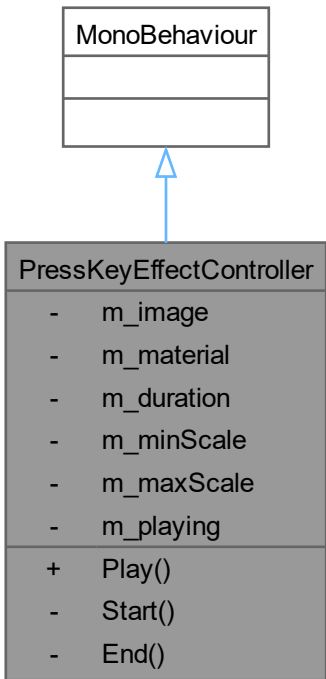 MonoBehaviour
PressKeyEffectController
- m_image
- m_material
- m_duration
- m_minScale
- m_maxScale
- m_playing
+ Play()
- Start()
- End()